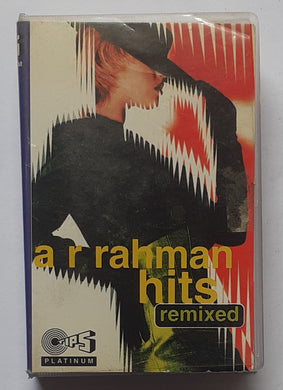 a r rahman
hits
remixed
TIPS
PLATINUM